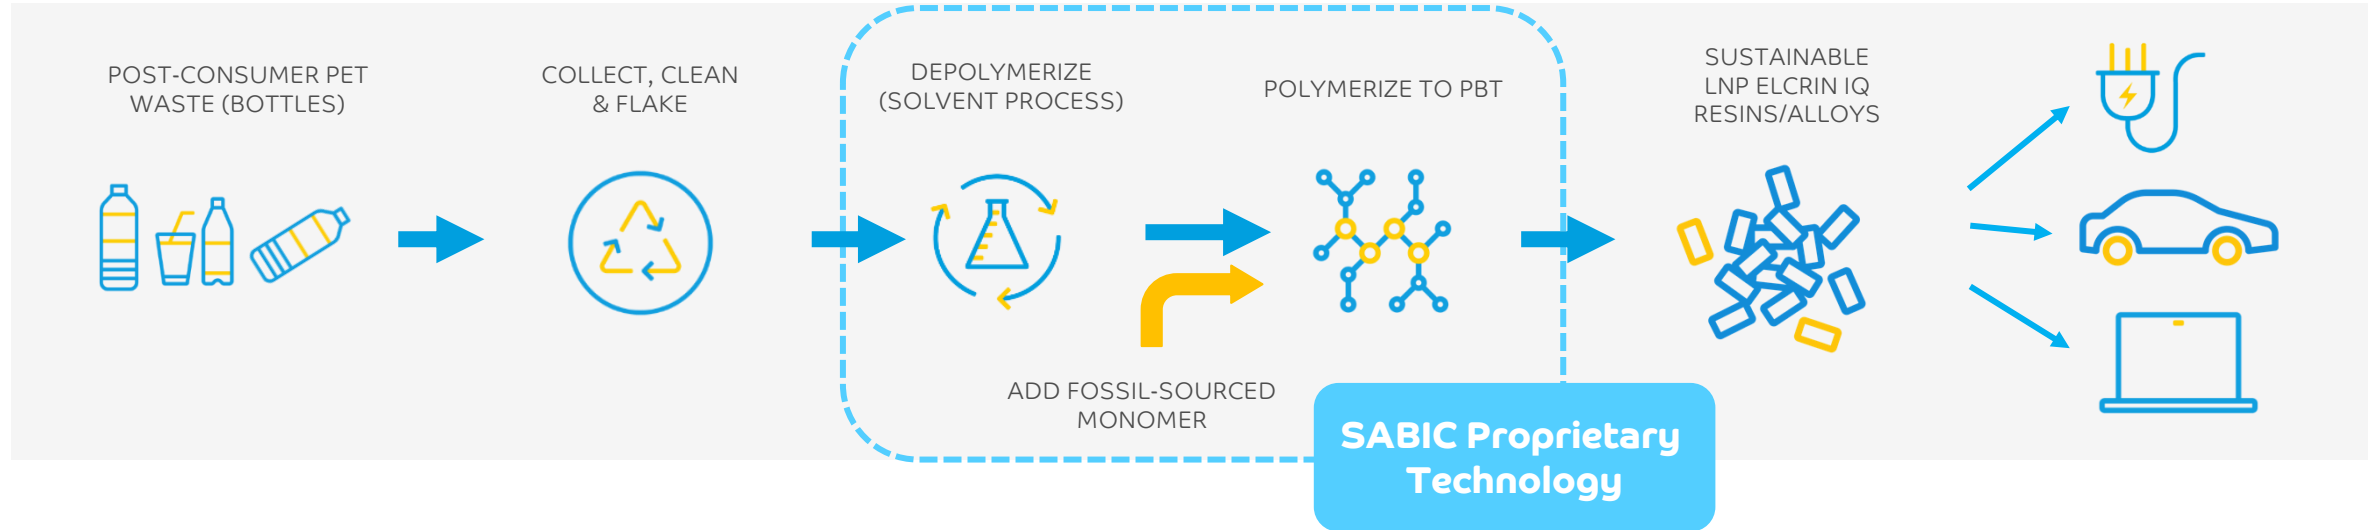 POST-CONSUMER PET
WASTE (BOTTLES)
COLLECT, CLEAN
& FLAKE
DEPOLYMERIZE
(SOLVENT PROCESS)
POLYMERIZE TO PBT
SUSTAINABLE
LNP ELCRIN IQ
RESINS/ALLOYS
ADD FOSSIL-SOURCED
MONOMER
SABIC Proprietary
Technology